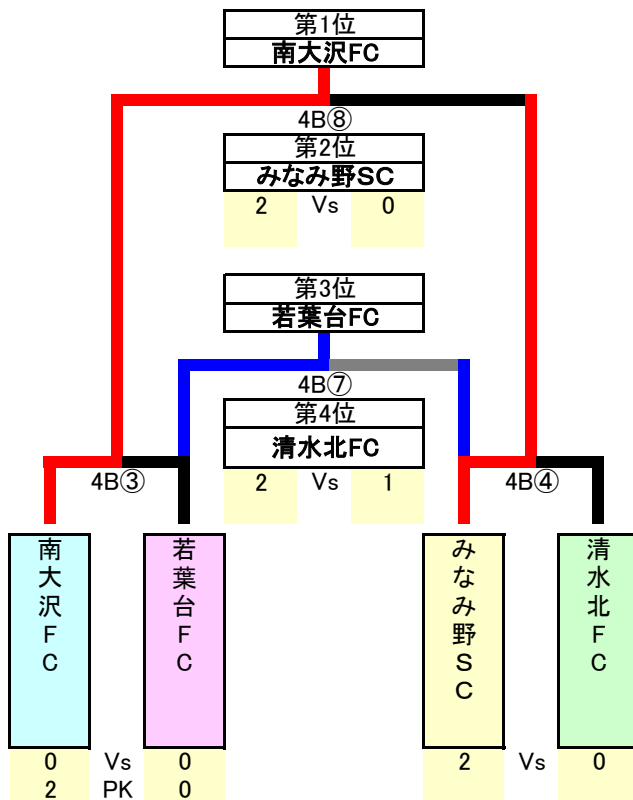 第1位
南大沢FC
4B⑧
第2位
みなみ野SC
2 Vs 0
第3位
若葉台FC
4B⑦
第4位
清水北FC
2 Vs 1
4B③
4B④
南大沢FC
若葉台FC
みなみ野SC
清水北FC
0 Vs 0
2 PK 0
2 Vs 0